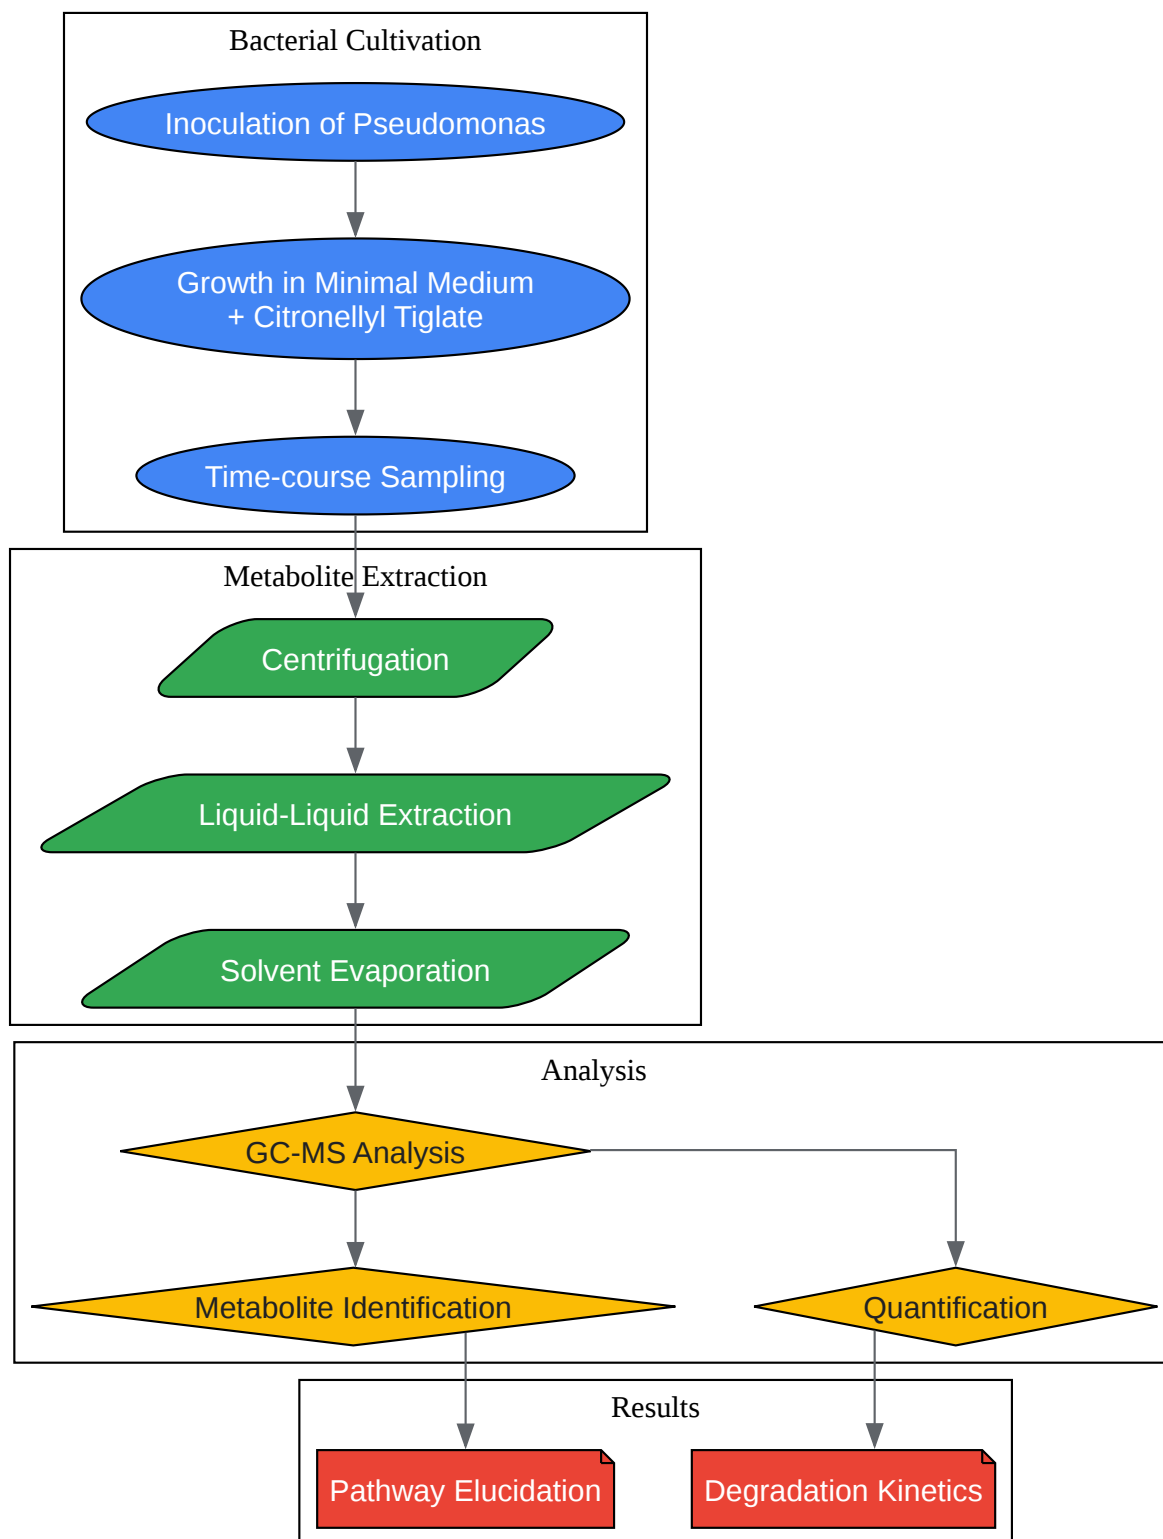 Bacterial Cultivation
Inoculation of Pseudomonas
Growth in Minimal Medium
+ Citronellyl Tiglate
Time-course Sampling
Metabolite Extraction
Centrifugation
Liquid-Liquid Extraction
Solvent Evaporation
Analysis
GC-MS Analysis
Metabolite Identification
Quantification
Results
Pathway Elucidation
Degradation Kinetics